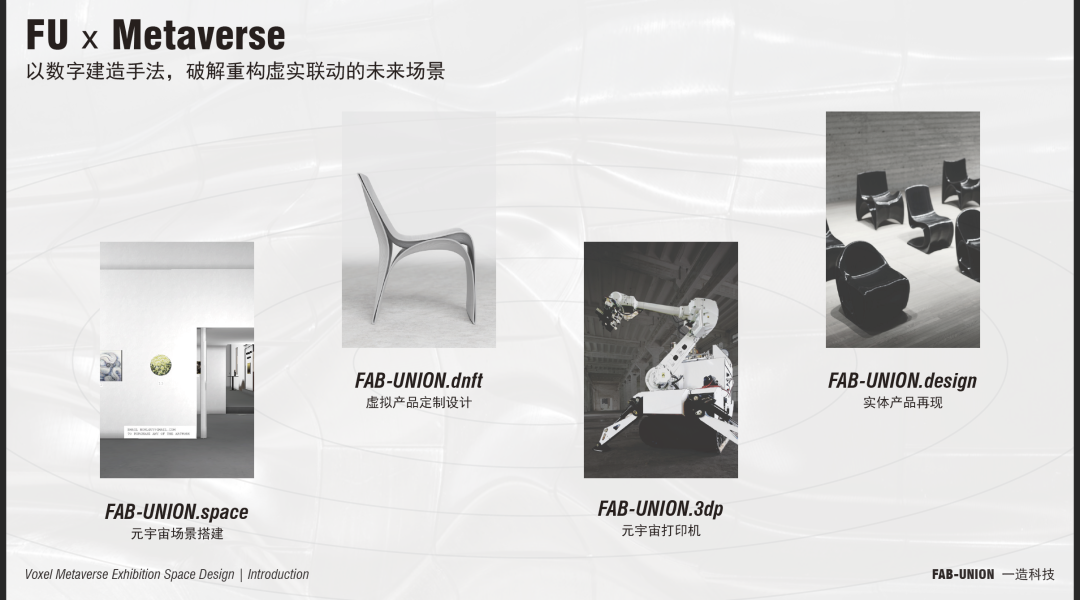 FU x Metaverse
以数字建造手法，破解重构虚实联动的未来场景
FAB-UNION.space
元宇宙场景搭建
FAB-UNION.dnft
虚拟产品定制设计
FAB-UNION.3dp
元宇宙打印机
FAB-UNION.design
实体产品再现
Voxel Metaverse Exhibition Space Design | Introduction
FAB-UNION 一造科技